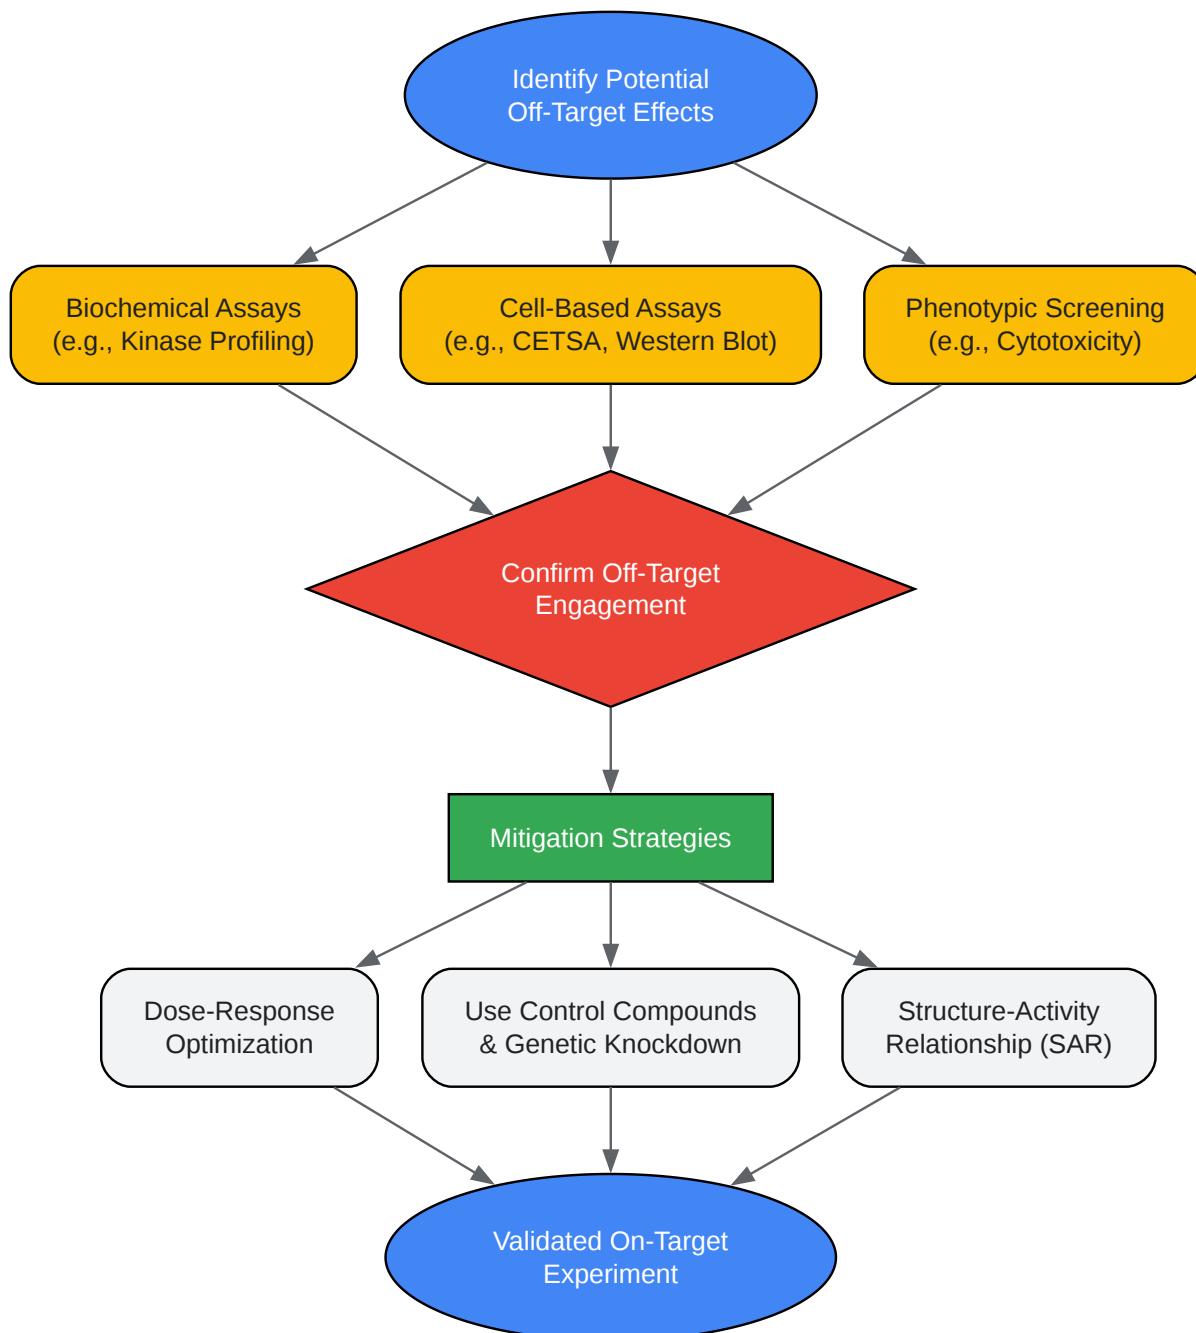 Identify Potential
Off-Target Effects
Biochemical Assays
(e.g., Kinase Profiling)
Cell-Based Assays
(e.g., CETSA, Western Blot)
Phenotypic Screening
(e.g., Cytotoxicity)
Confirm Off-Target
Engagement
Mitigation Strategies
Dose-Response
Optimization
Use Control Compounds
& Genetic Knockdown
Structure-Activity
Relationship (SAR)
Validated On-Target
Experiment